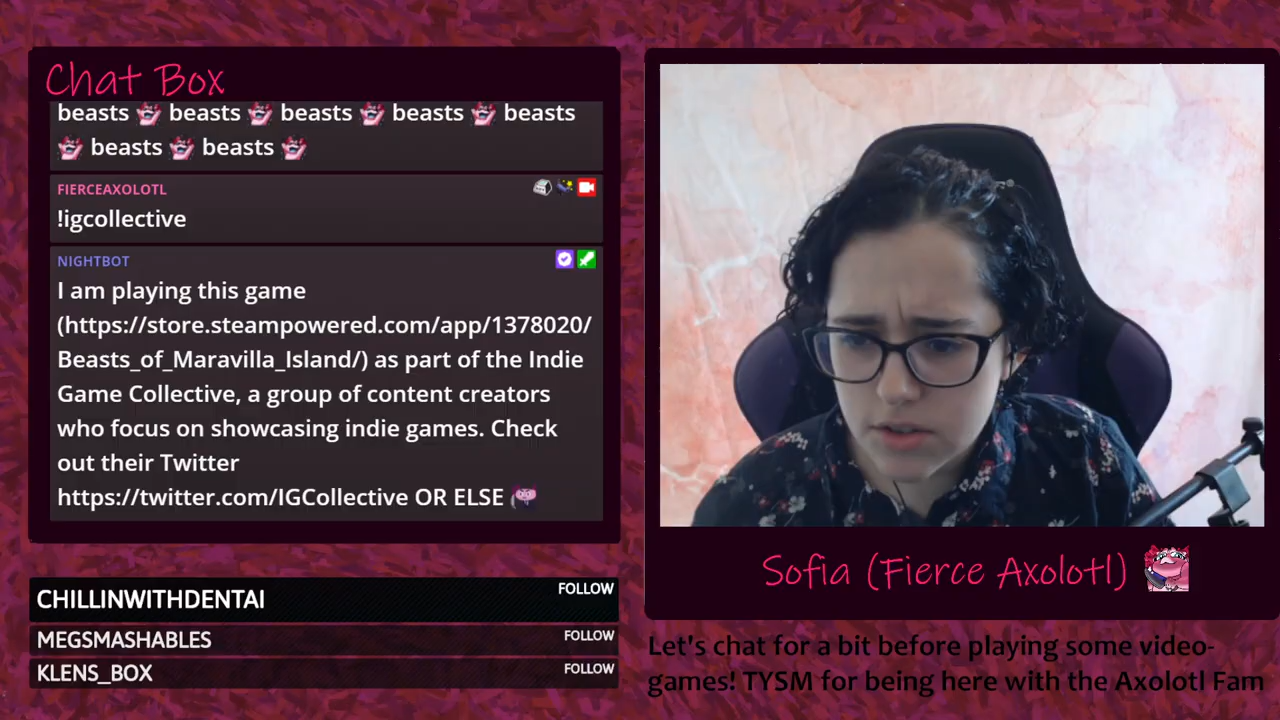 Chat Box
beasts beasts beasts beasts beasts
beasts beasts
FIERCEAXOLOTL
!igcollective
NIGHTBOT
I am playing this game
(https://store.steampowered.com/app/1378020/
Beasts_of_Maravilla_Island/) as part of the Indie
Game Collective, a group of content creators
who focus on showcasing indie games. Check
out their Twitter
https://twitter.com/IGCollective OR ELSE
CHILLINWITHDENTAI FOLLOW
MEGSMASHABLES FOLLOW
KLENS_BOX FOLLOW
Sofia (Fierce Axolotl)
Let's chat for a bit before playing some video-
games! TYSM for being here with the Axolotl Fam